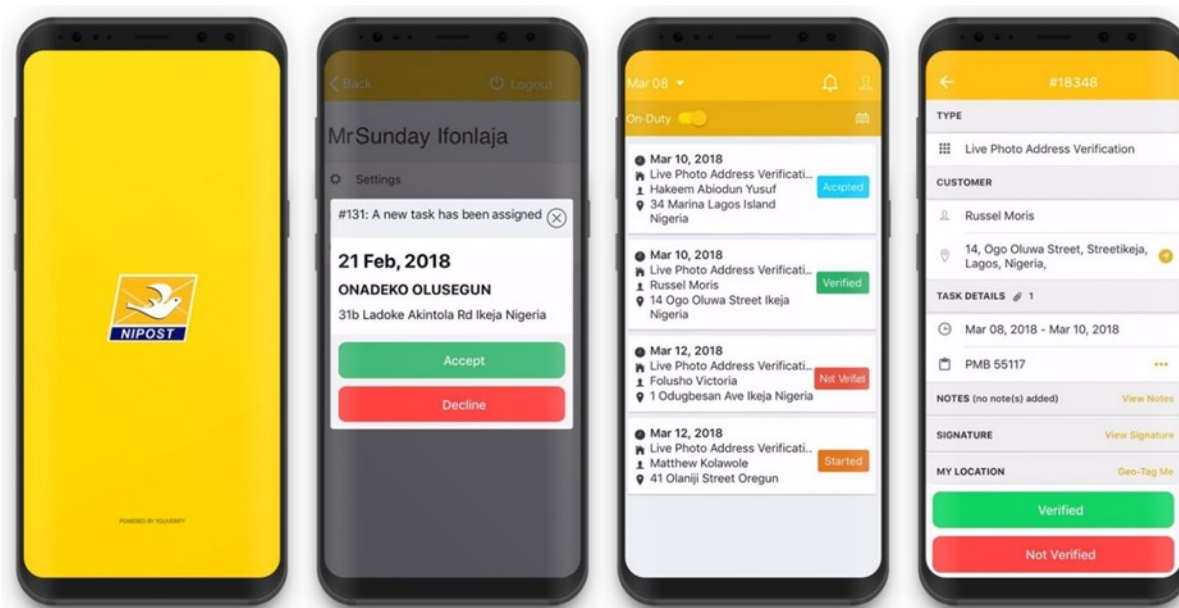 NIPOST
POWERED BY YOUVERIFY
Back
Logout
MrSunday Ifonlaja
Settings
#131: A new task has been assigned
21 Feb, 2018
ONADEKO OLUSEGUN
31b Ladoke Akintola Rd Ikeja Nigeria
Accept
Decline
Mar 08
On-Duty
Mar 10, 2018
Live Photo Address Verificati..
Hakeem Abiodun Yusuf
34 Marina Lagos Island
Nigeria
Accepted
Mar 10, 2018
Live Photo Address Verificati..
Russel Moris
14 Ogo Oluwa Street Ikeja
Nigeria
Verified
Mar 12, 2018
Live Photo Address Verificati..
Folusho Victoria
1 Odugbesan Ave Ikeja Nigeria
Not Verified
Mar 12, 2018
Live Photo Address Verificati..
Matthew Kolawole
41 Olaniji Street Oregun
Started
#18348
TYPE
Live Photo Address Verification
CUSTOMER
Russel Moris
14, Ogo Oluwa Street, Streetikeja,
Lagos, Nigeria,
TASK DETAILS 1
Mar 08, 2018 - Mar 10, 2018
PMB 55117
NOTES (no note(s) added) View Notes
SIGNATURE View Signature
MY LOCATION Geo-Tag Me
Verified
Not Verified